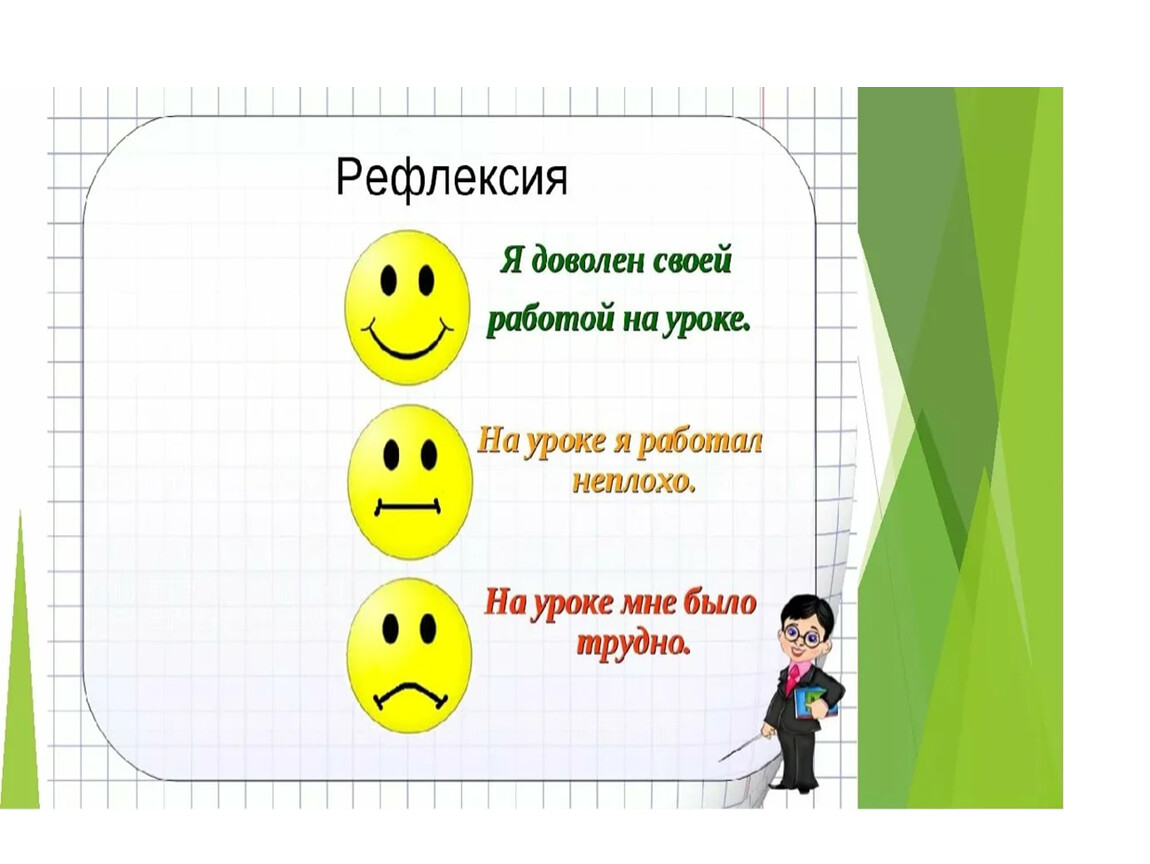 Рефлексия
Я доволен своей
работой на уроке.
На уроке я работал
неплохо.
На уроке мне было
трудно.